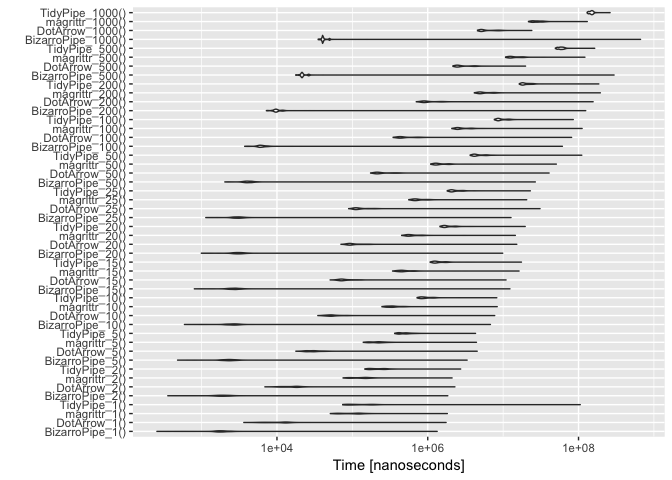 TidyPipe_1000()
magrittr_1000()
DotArrow_1000()
BizarroPipe_1000()
TidyPipe_500()
magrittr_500()
DotArrow_500()
BizarroPipe_500()
TidyPipe_200()
magrittr_200()
DotArrow_200()
BizarroPipe_200()
TidyPipe_100()
magrittr_100()
DotArrow_100()
BizarroPipe_100()
TidyPipe_50()
magrittr_50()
DotArrow_50()
BizarroPipe_50()
TidyPipe_25()
magrittr_25()
DotArrow_25()
BizarroPipe_25()
TidyPipe_20()
magrittr_20()
DotArrow_20()
BizarroPipe_20()
TidyPipe_15()
magrittr_15()
DotArrow_15()
BizarroPipe_15()
TidyPipe_10()
magrittr_10()
DotArrow_10()
BizarroPipe_10()
TidyPipe_5()
magrittr_5()
DotArrow_5()
BizarroPipe_5()
TidyPipe_2()
magrittr_2()
DotArrow_2()
BizarroPipe_2()
TidyPipe_1()
magrittr_1()
DotArrow_1()
BizarroPipe_1()
1e+04 1e+06 1e+08
Time [nanoseconds]